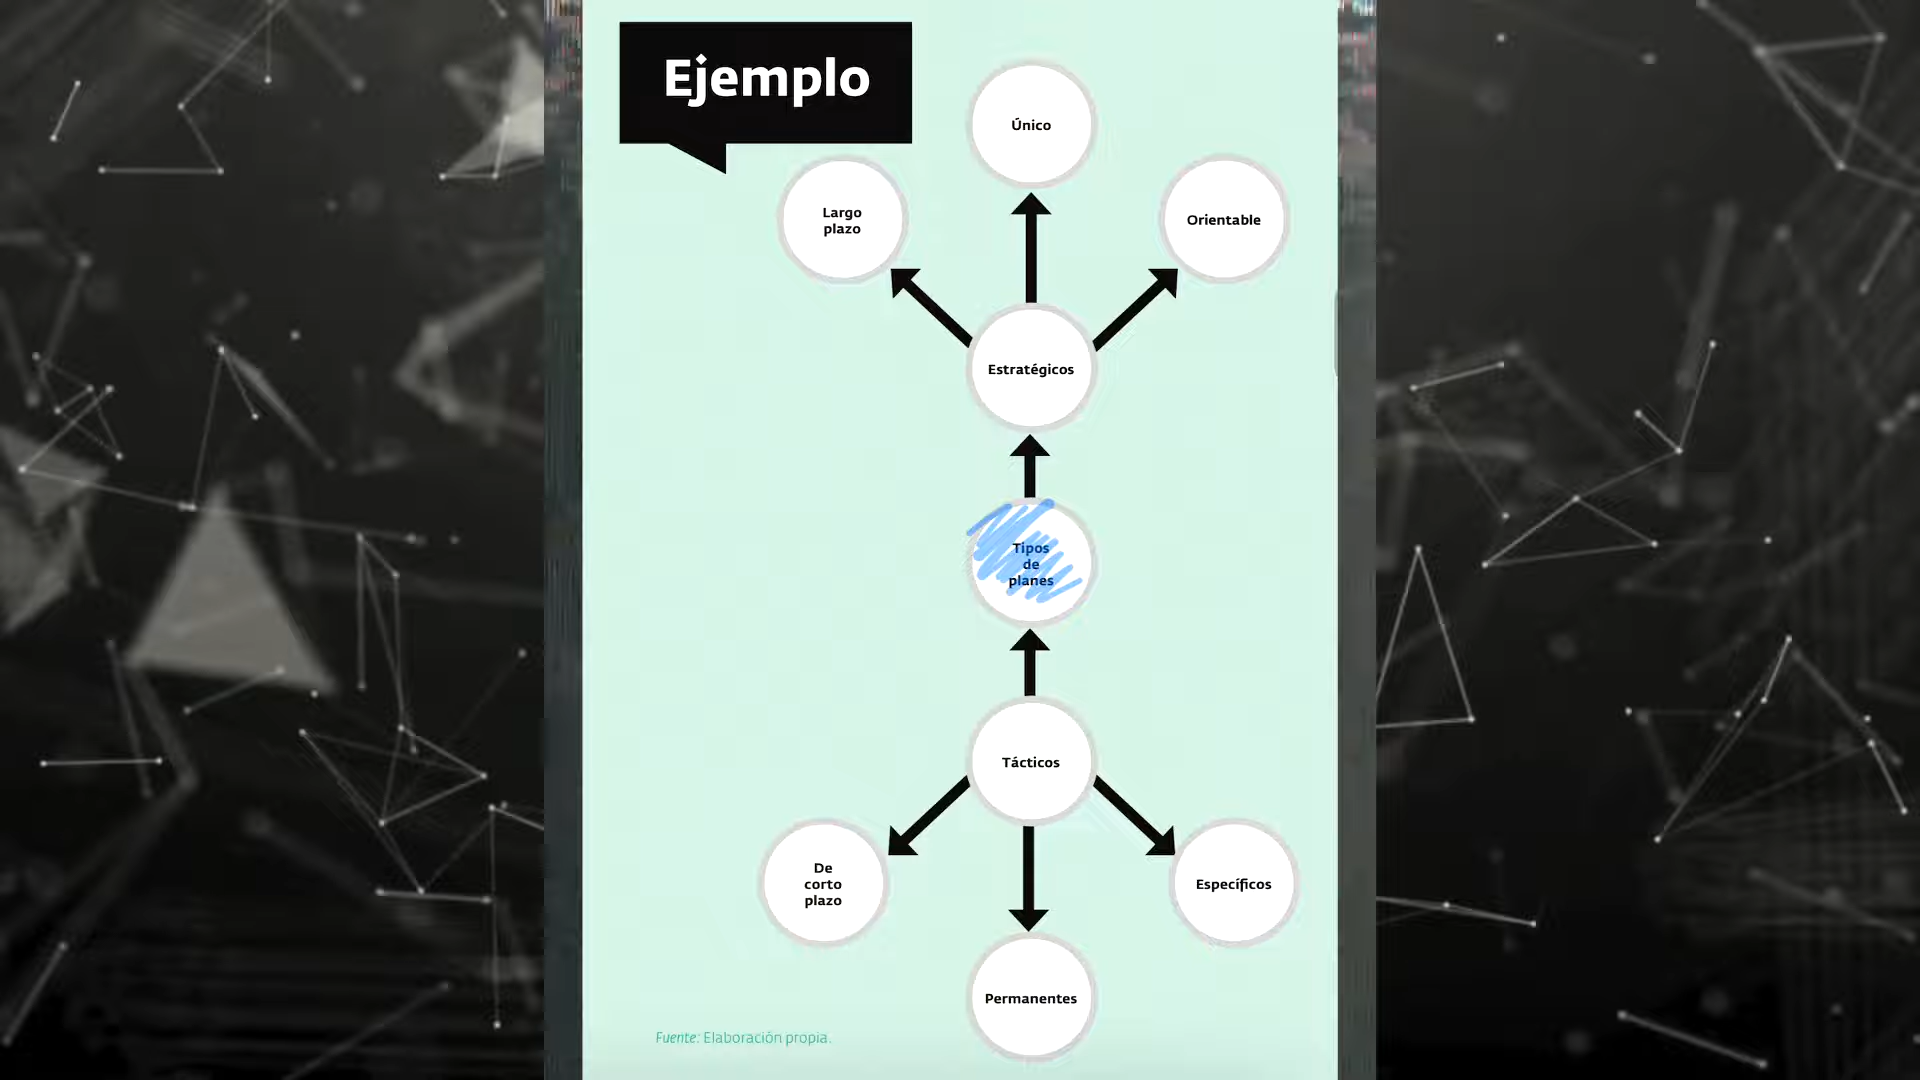 Ejemplo
Único
Largo
plazo
Orientable
Estratégicos
Tipos
de
planes
Tácticos
De
corto
plazo
Específicos
Permanentes
Fuente: Elaboración propia.